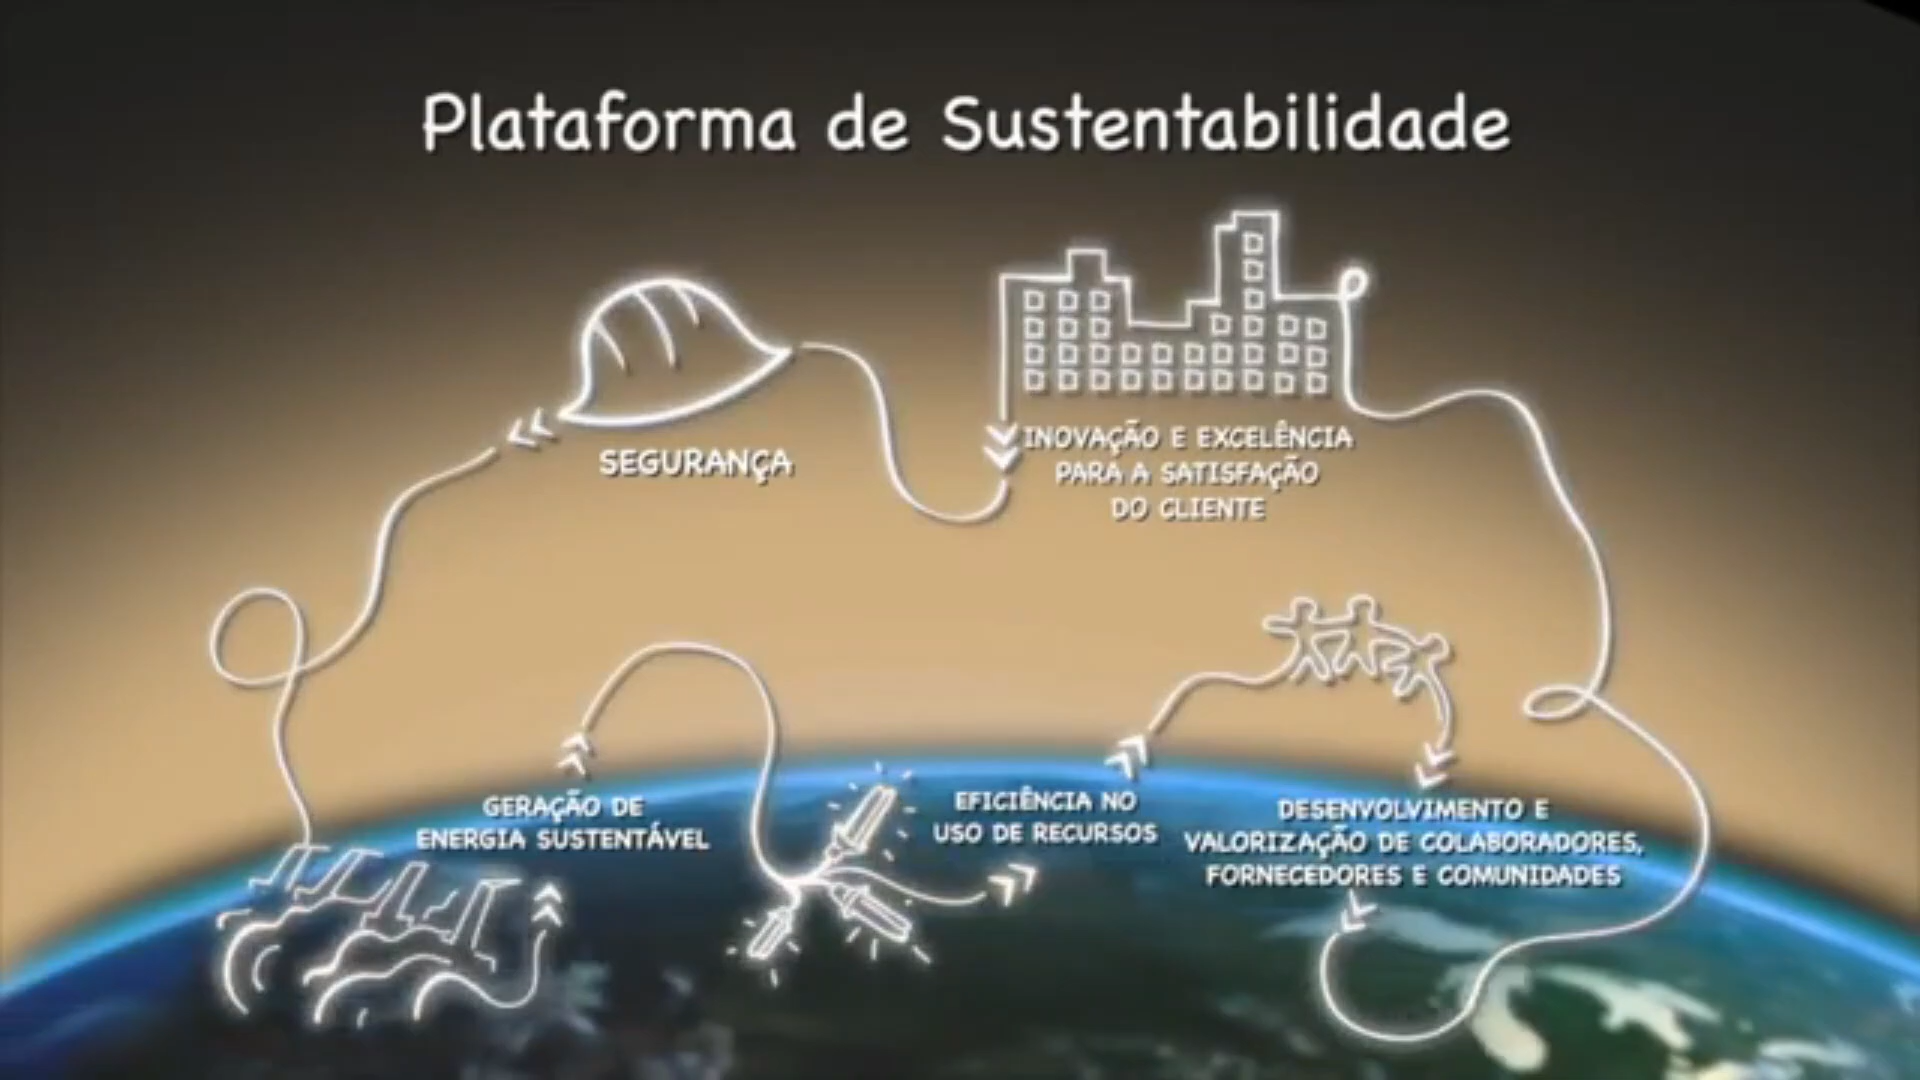 Plataforma de Sustentabilidade
SEGURANÇA
INOVAÇÃO E EXCELÊNCIA
PARA A SATISFAÇÃO
DO CLIENTE
GERAÇÃO DE
ENERGIA SUSTENTÁVEL
EFICIÊNCIA NO
USO DE RECURSOS
DESENVOLVIMENTO E
VALORIZAÇÃO DE COLABORADORES,
FORNECEDORES E COMUNIDADES